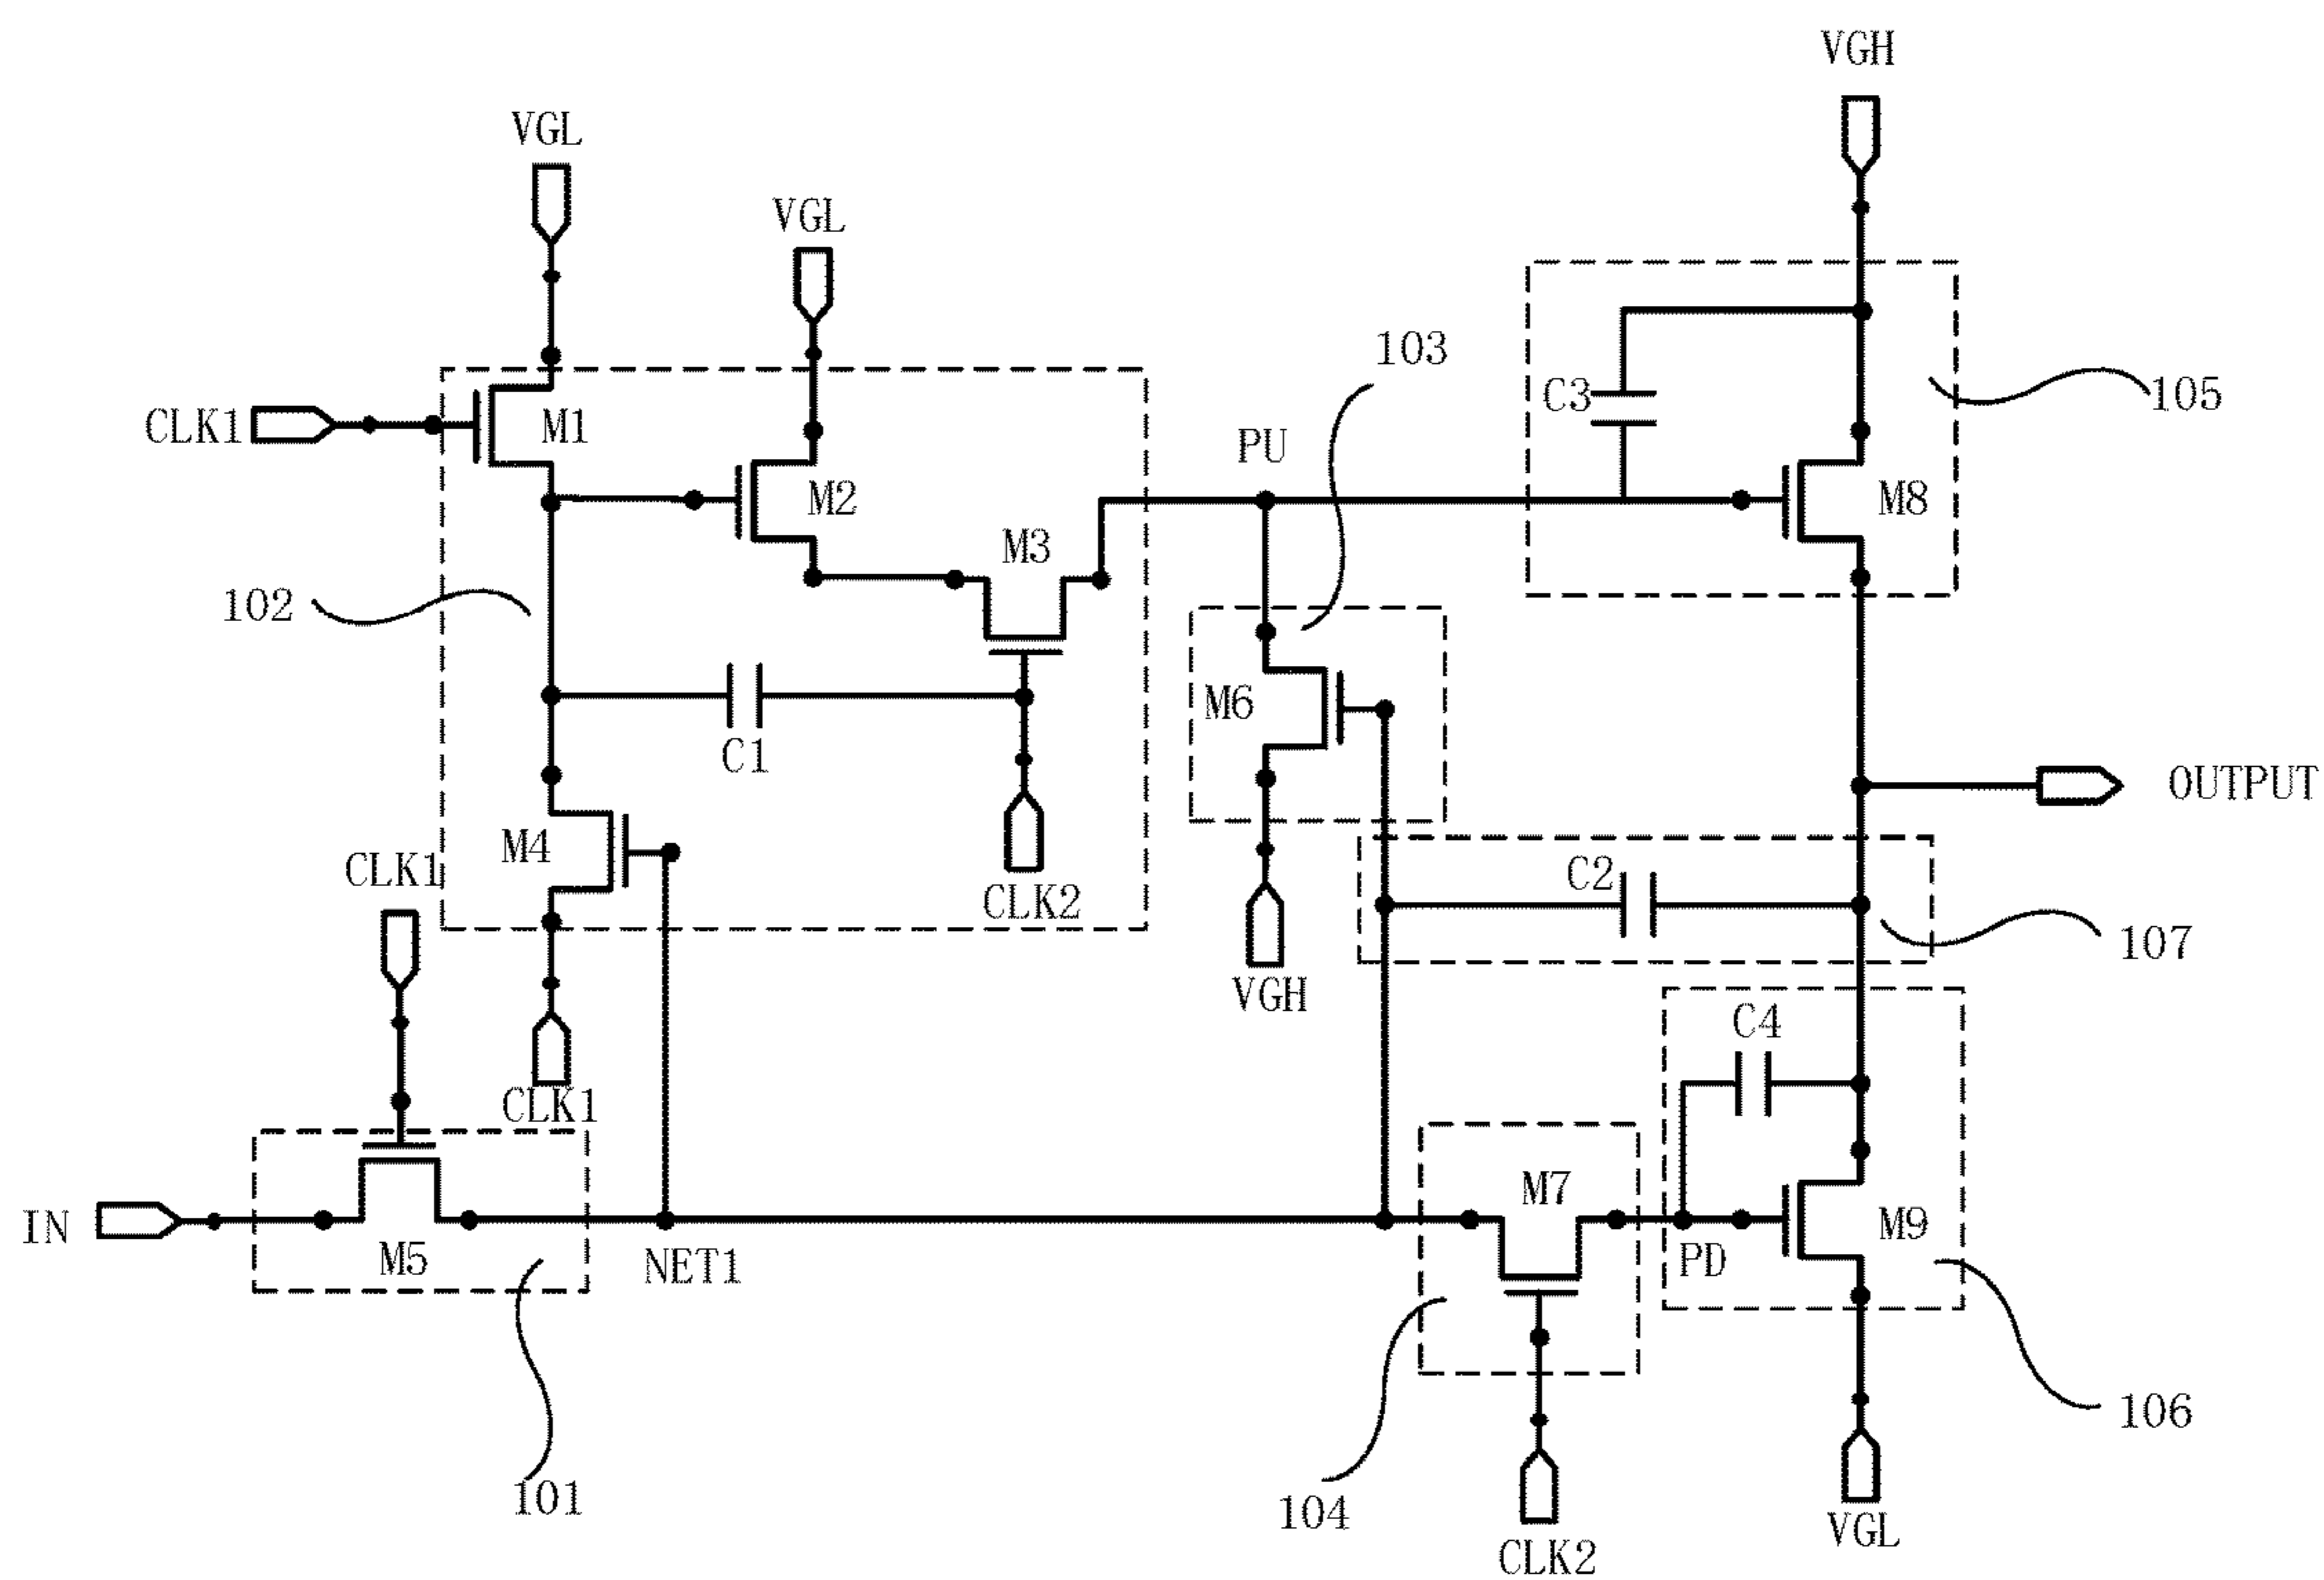 VGH
VGL
VGL
103
C3
105
CLK1
M1
PU
M2
M8
M3
102
M6
C1
OUTPUT
M4
CLK1
C2
CLK2
107
VGH
C4
CLK1
M7
IN
M5
NET1
PD
M9
106
101
104
VGL
CLK2